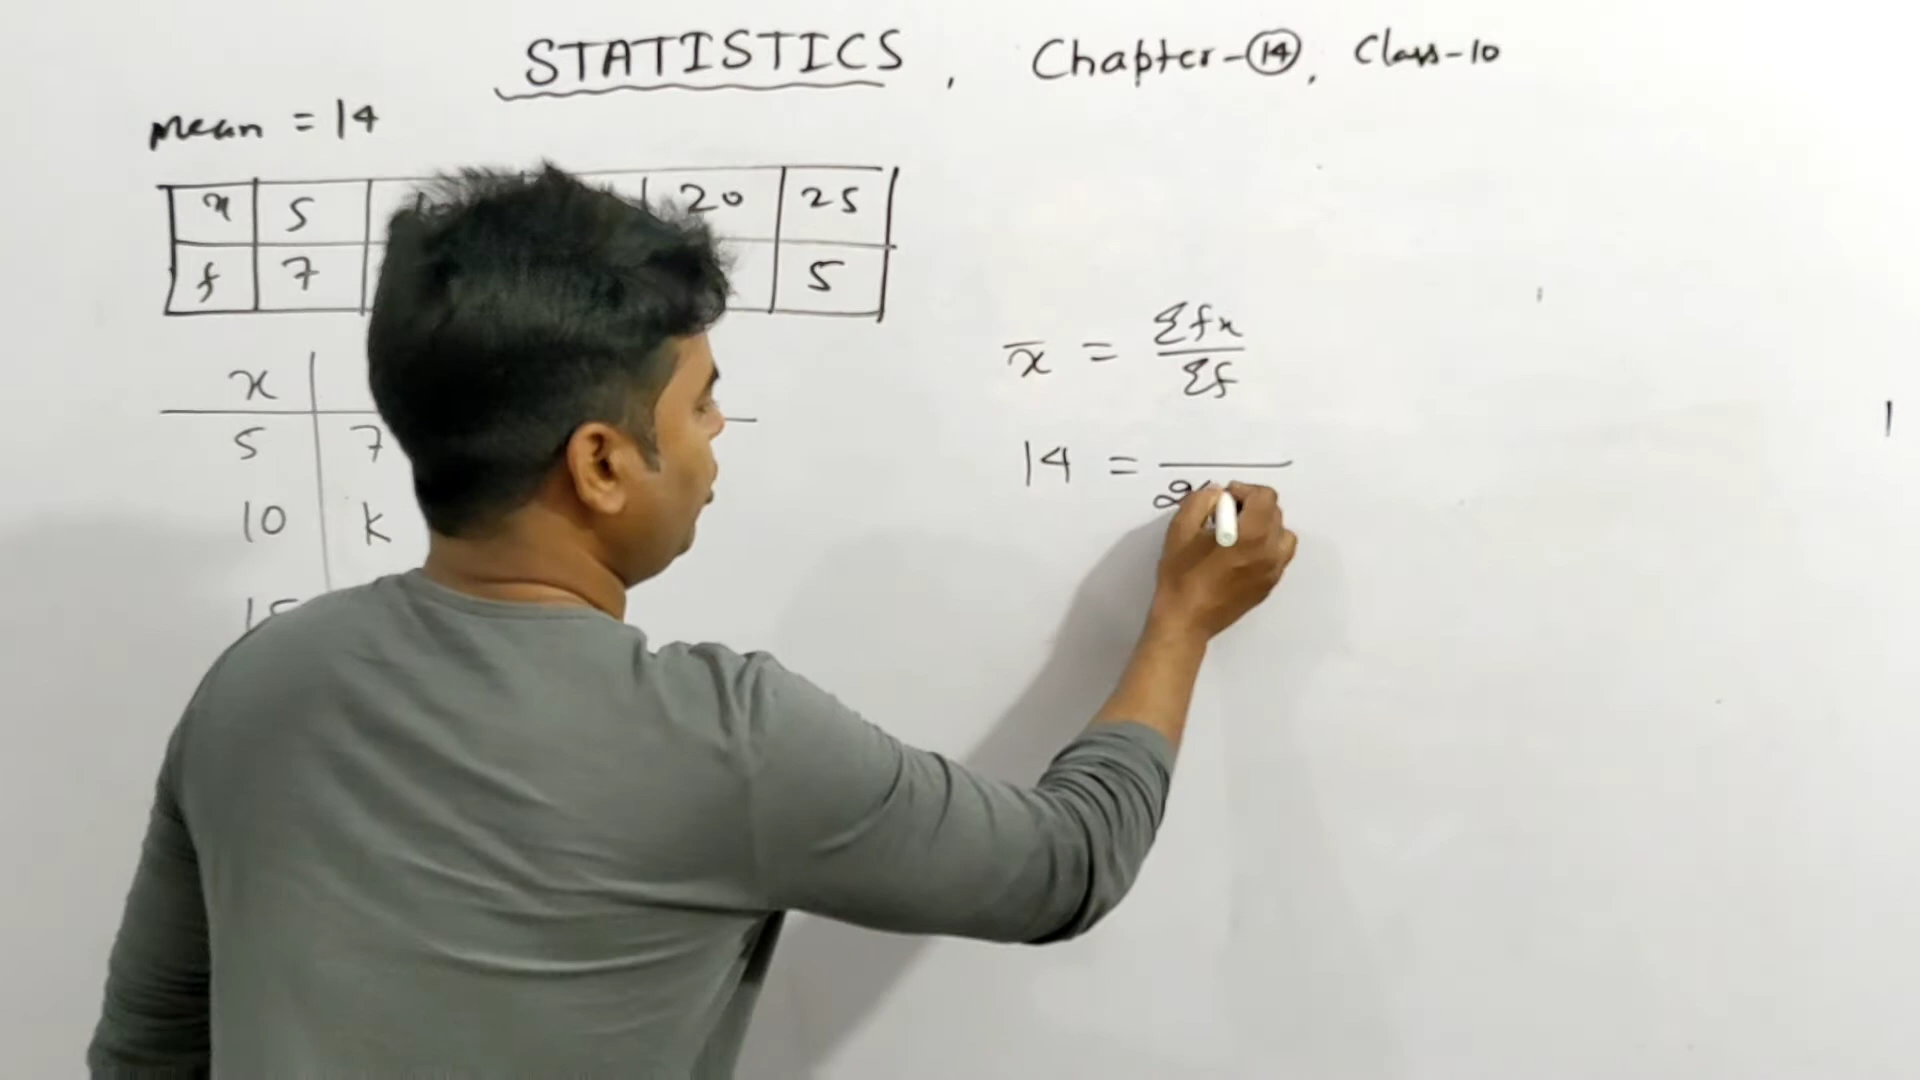 STATISTICS, Chapter-14, Class-10
Mean = 14
x 5 20 25
f 7 5
x̄ = Σfx / Σf
x
5 7
14 =
10 k
15